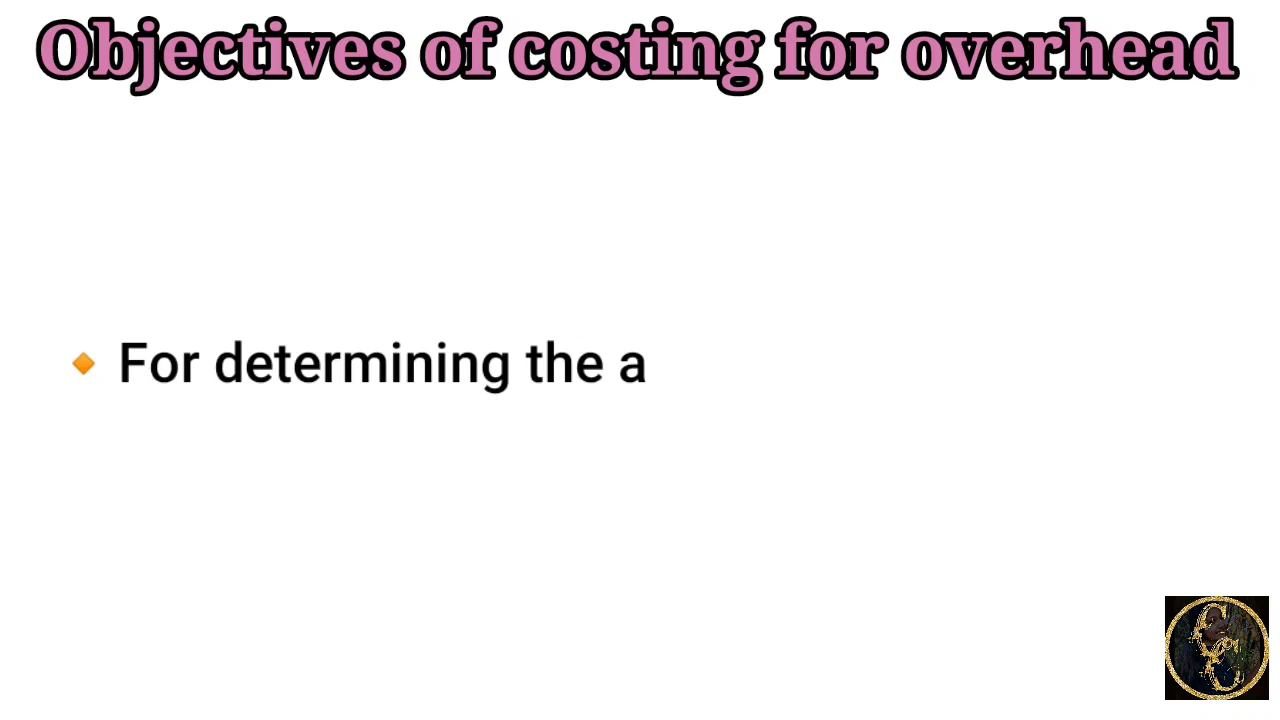 Objectives of costing for overhead
🔸 For determining the a